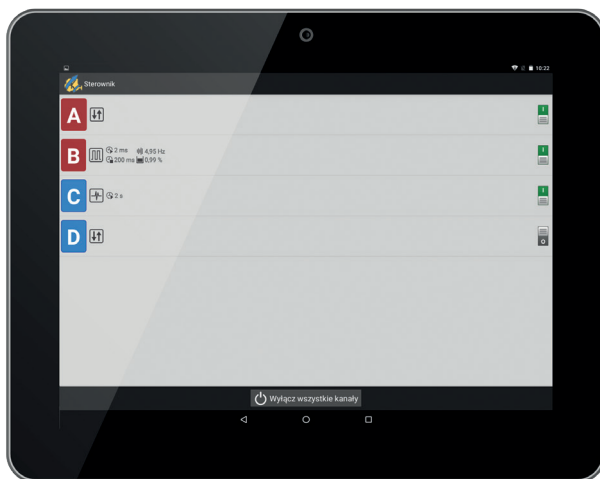 10:22
Sterownik
A
B 2 ms 4,95 Hz
200 ms 0,99 %
C 2 s
D
Wyłącz wszystkie kanały